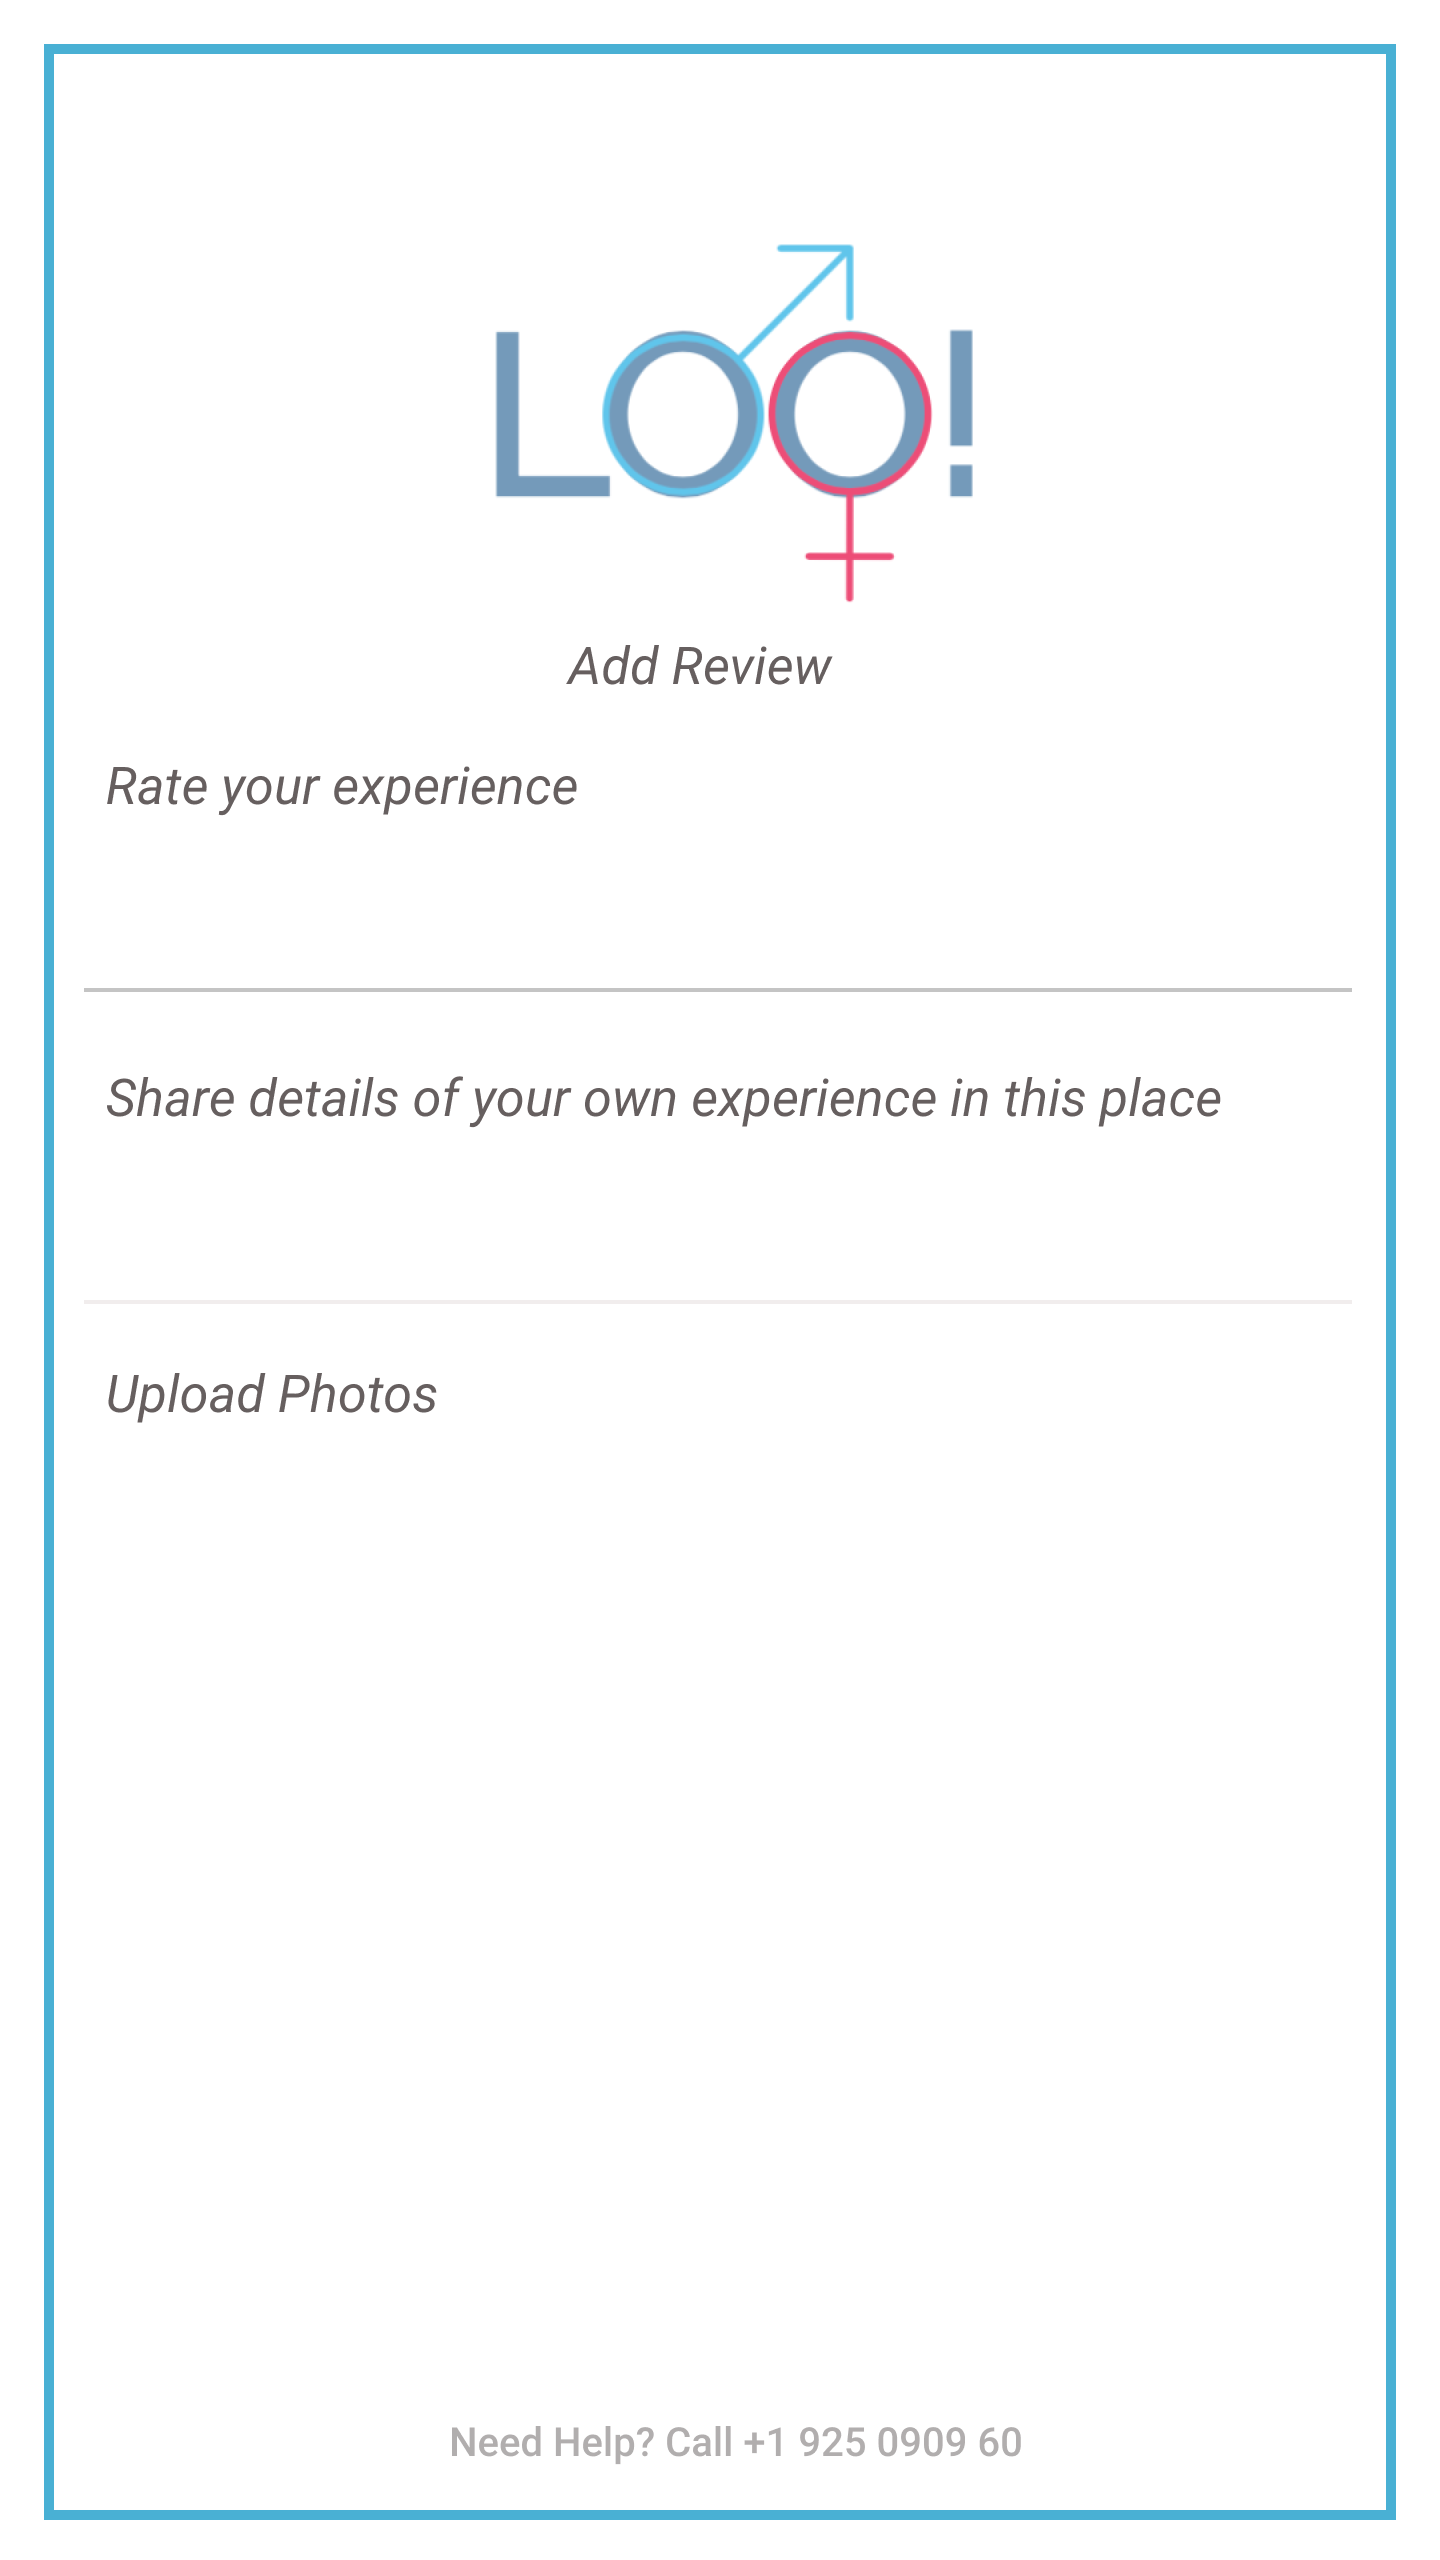 LOO!
Add Review
Rate your experience
Share details of your own experience in this place
Upload Photos
Need Help? Call +1 925 0909 60